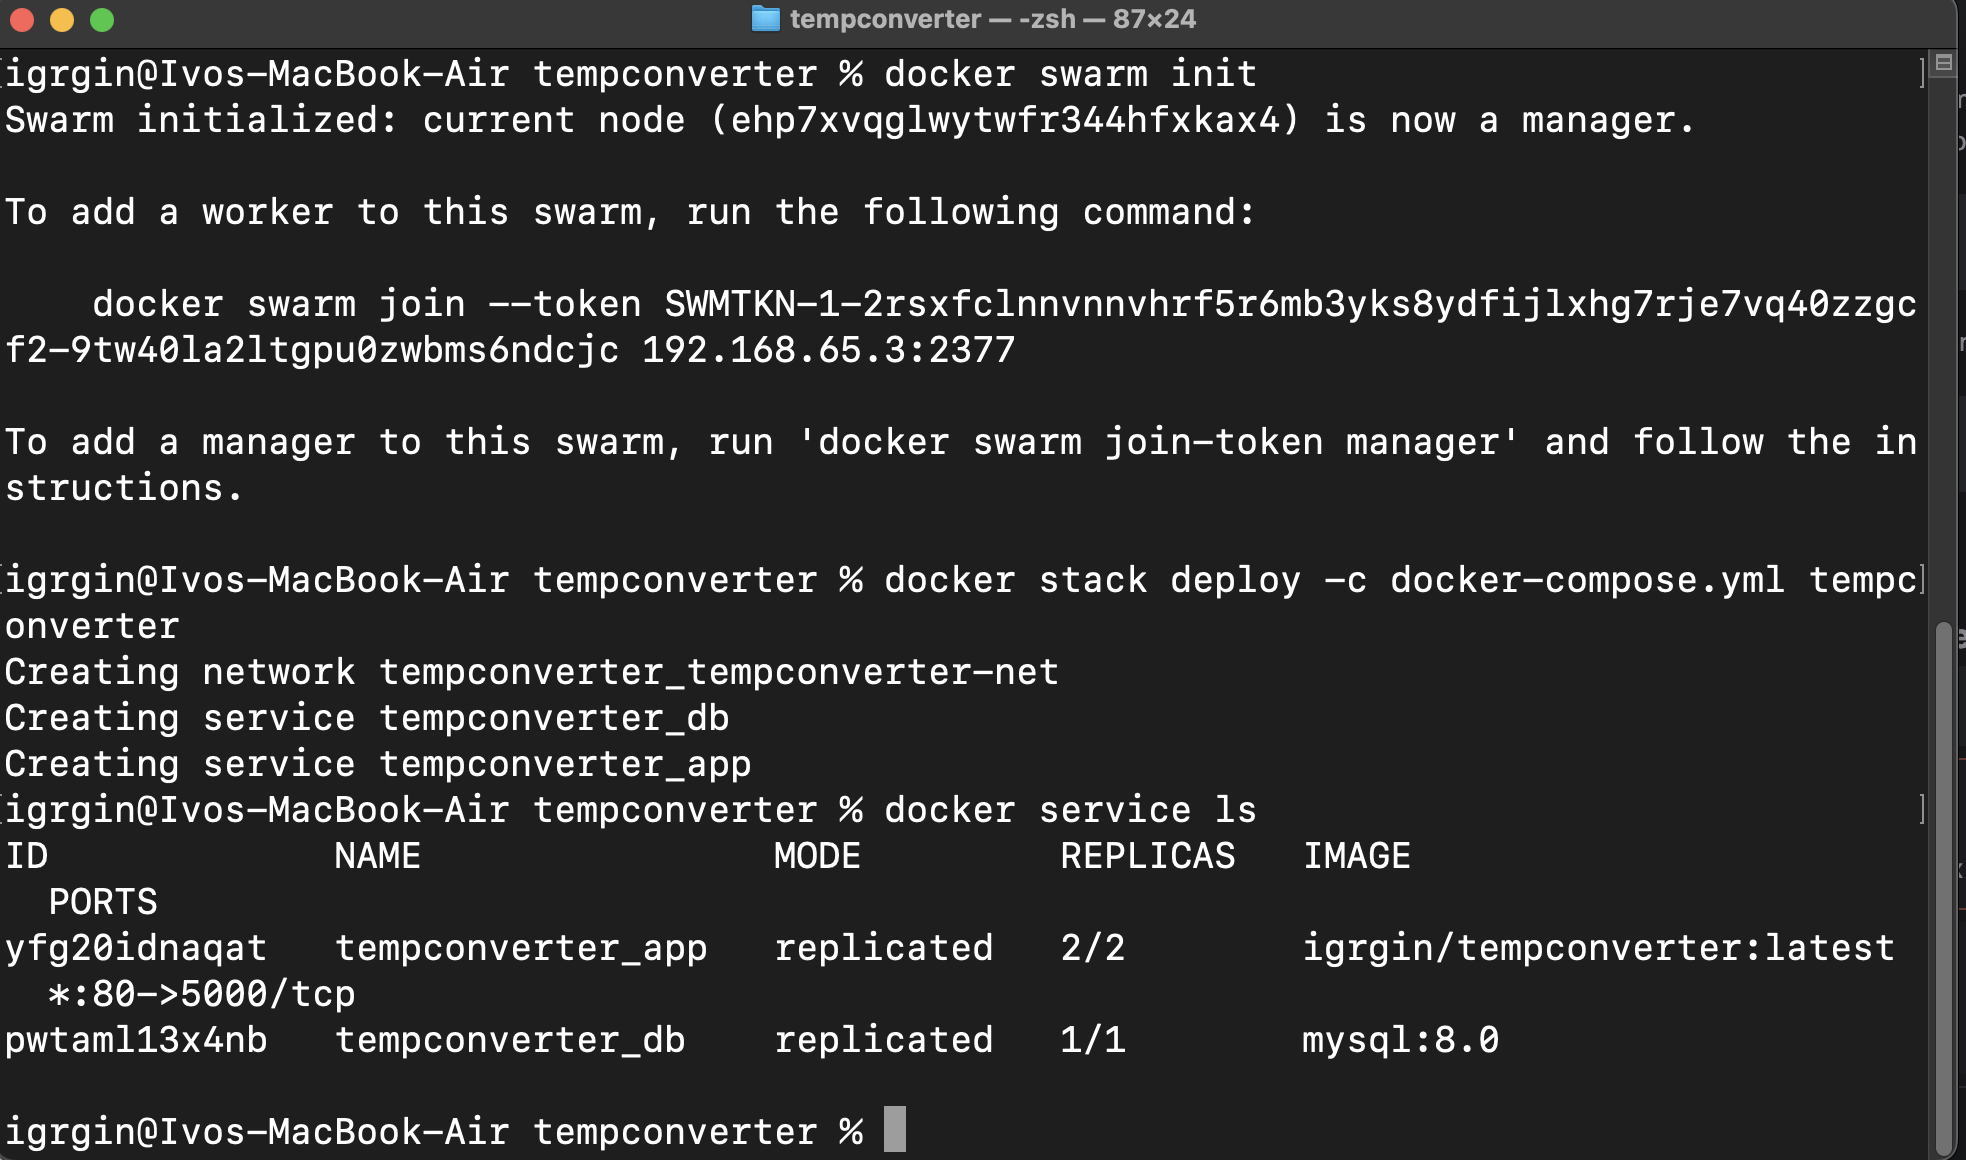 tempconverter — -zsh — 87×24
igrgin@Ivos-MacBook-Air tempconverter % docker swarm init
Swarm initialized: current node (ehp7xvqglwytwfr344hfxkax4) is now a manager.
To add a worker to this swarm, run the following command:
docker swarm join --token SWMTKN-1-2rsxfclnnvnnvhrf5r6mb3yks8ydfijlxhg7rje7vq40zzgc
f2-9tw40la2ltgpu0zwbms6ndcjc 192.168.65.3:2377
To add a manager to this swarm, run 'docker swarm join-token manager' and follow the in
structions.
igrgin@Ivos-MacBook-Air tempconverter % docker stack deploy -c docker-compose.yml tempc
onverter
Creating network tempconverter_tempconverter-net
Creating service tempconverter_db
Creating service tempconverter_app
igrgin@Ivos-MacBook-Air tempconverter % docker service ls
ID             NAME                MODE         REPLICAS   IMAGE
PORTS
yfg20idnaqat   tempconverter_app   replicated   2/2        igrgin/tempconverter:latest
*:80->5000/tcp
pwtaml13x4nb   tempconverter_db    replicated   1/1        mysql:8.0
igrgin@Ivos-MacBook-Air tempconverter %